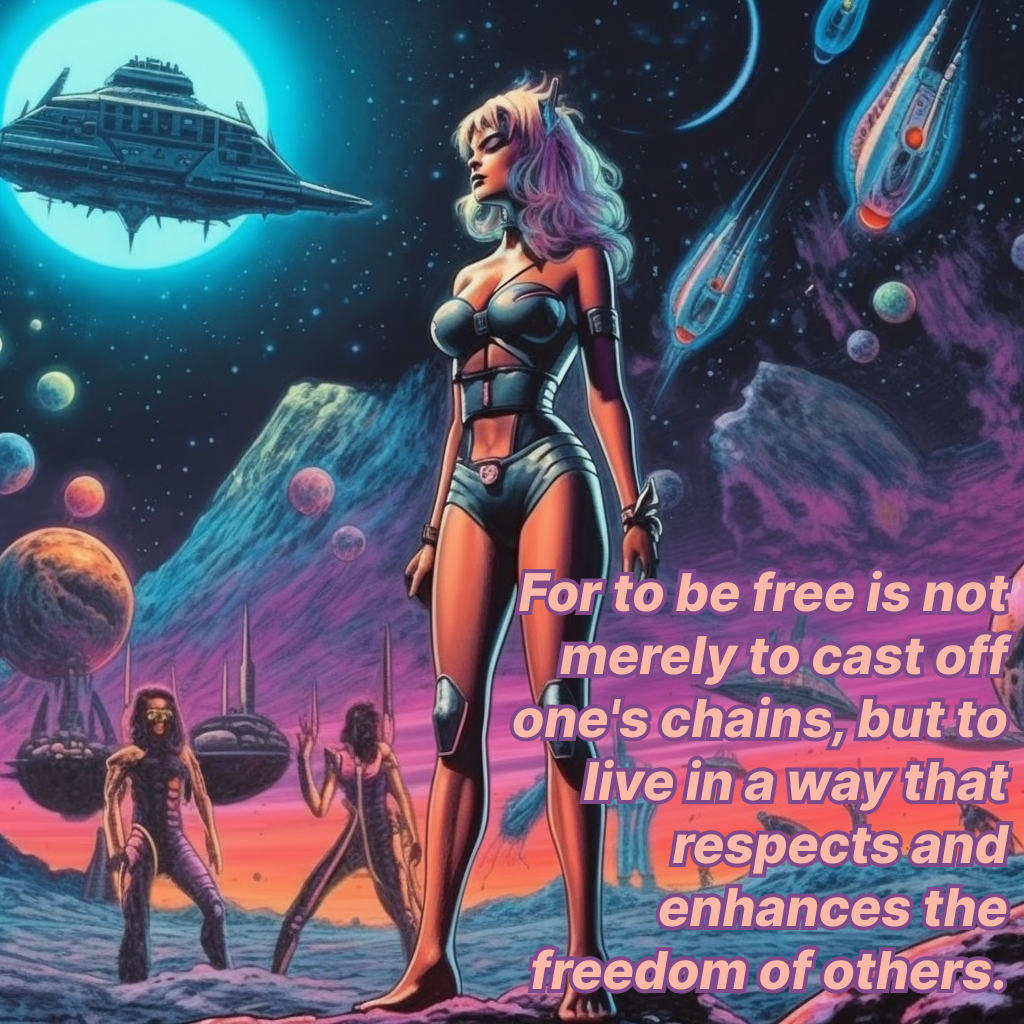 For to be free is not
merely to cast off
one's chains, but to
live in a way that
respects and
enhances the
freedom of others.